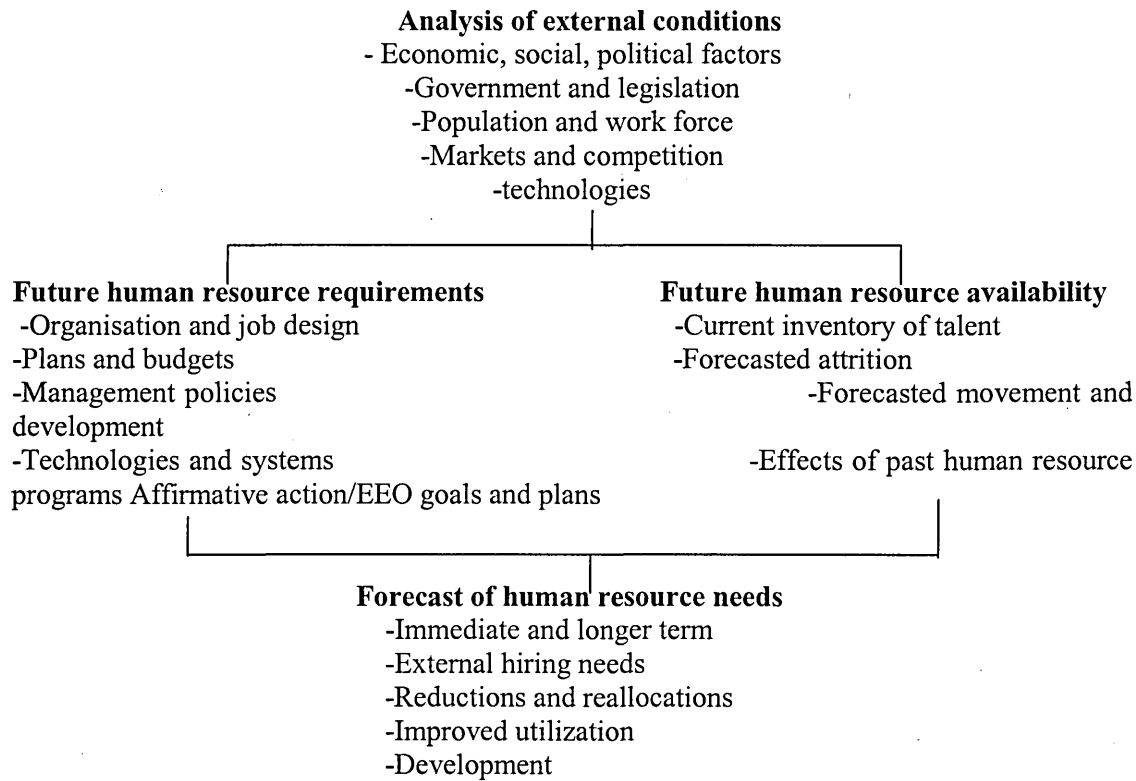 Analysis of external conditions
- Economic, social, political factors
-Government and legislation
-Population and work force
-Markets and competition
-technologies
Future human resource requirements
-Organisation and job design
-Plans and budgets
-Management policies
development
-Technologies and systems
programs Affirmative action/EEO goals and plans
Future human resource availability
-Current inventory of talent
-Forecasted attrition
-Forecasted movement and
-Effects of past human resource
Forecast of human resource needs
-Immediate and longer term
-External hiring needs
-Reductions and reallocations
-Improved utilization
-Development